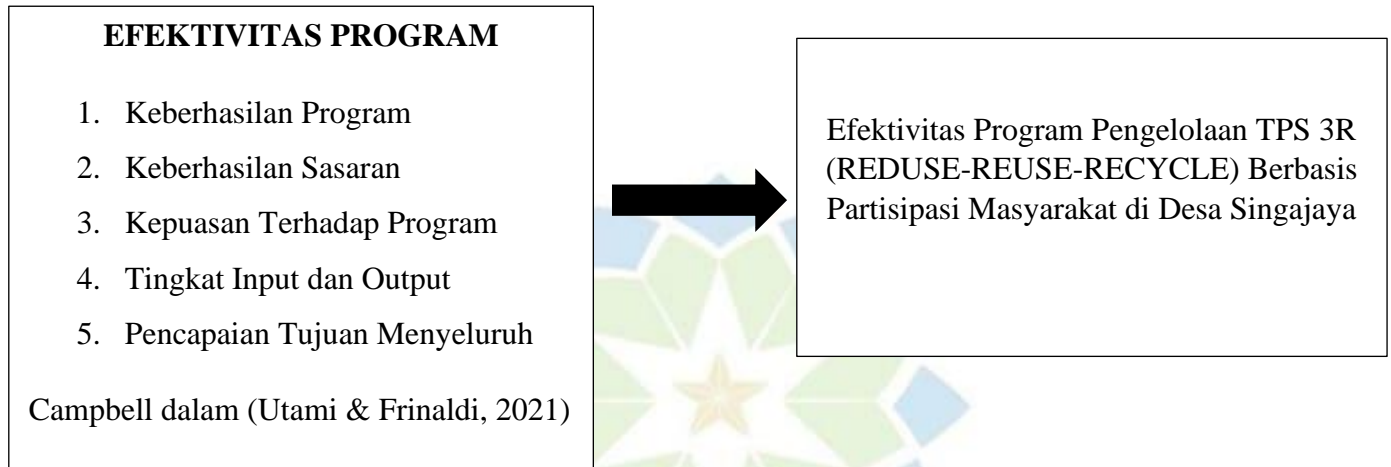 EFEKTIVITAS PROGRAM
1. Keberhasilan Program
2. Keberhasilan Sasaran
3. Kepuasan Terhadap Program
4. Tingkat Input dan Output
5. Pencapaian Tujuan Menyeluruh
Campbell dalam (Utami & Frinaldi, 2021)
Efektivitas Program Pengelolaan TPS 3R
(REDUSE-REUSE-RECYCLE) Berbasis
Partisipasi Masyarakat di Desa Singajaya